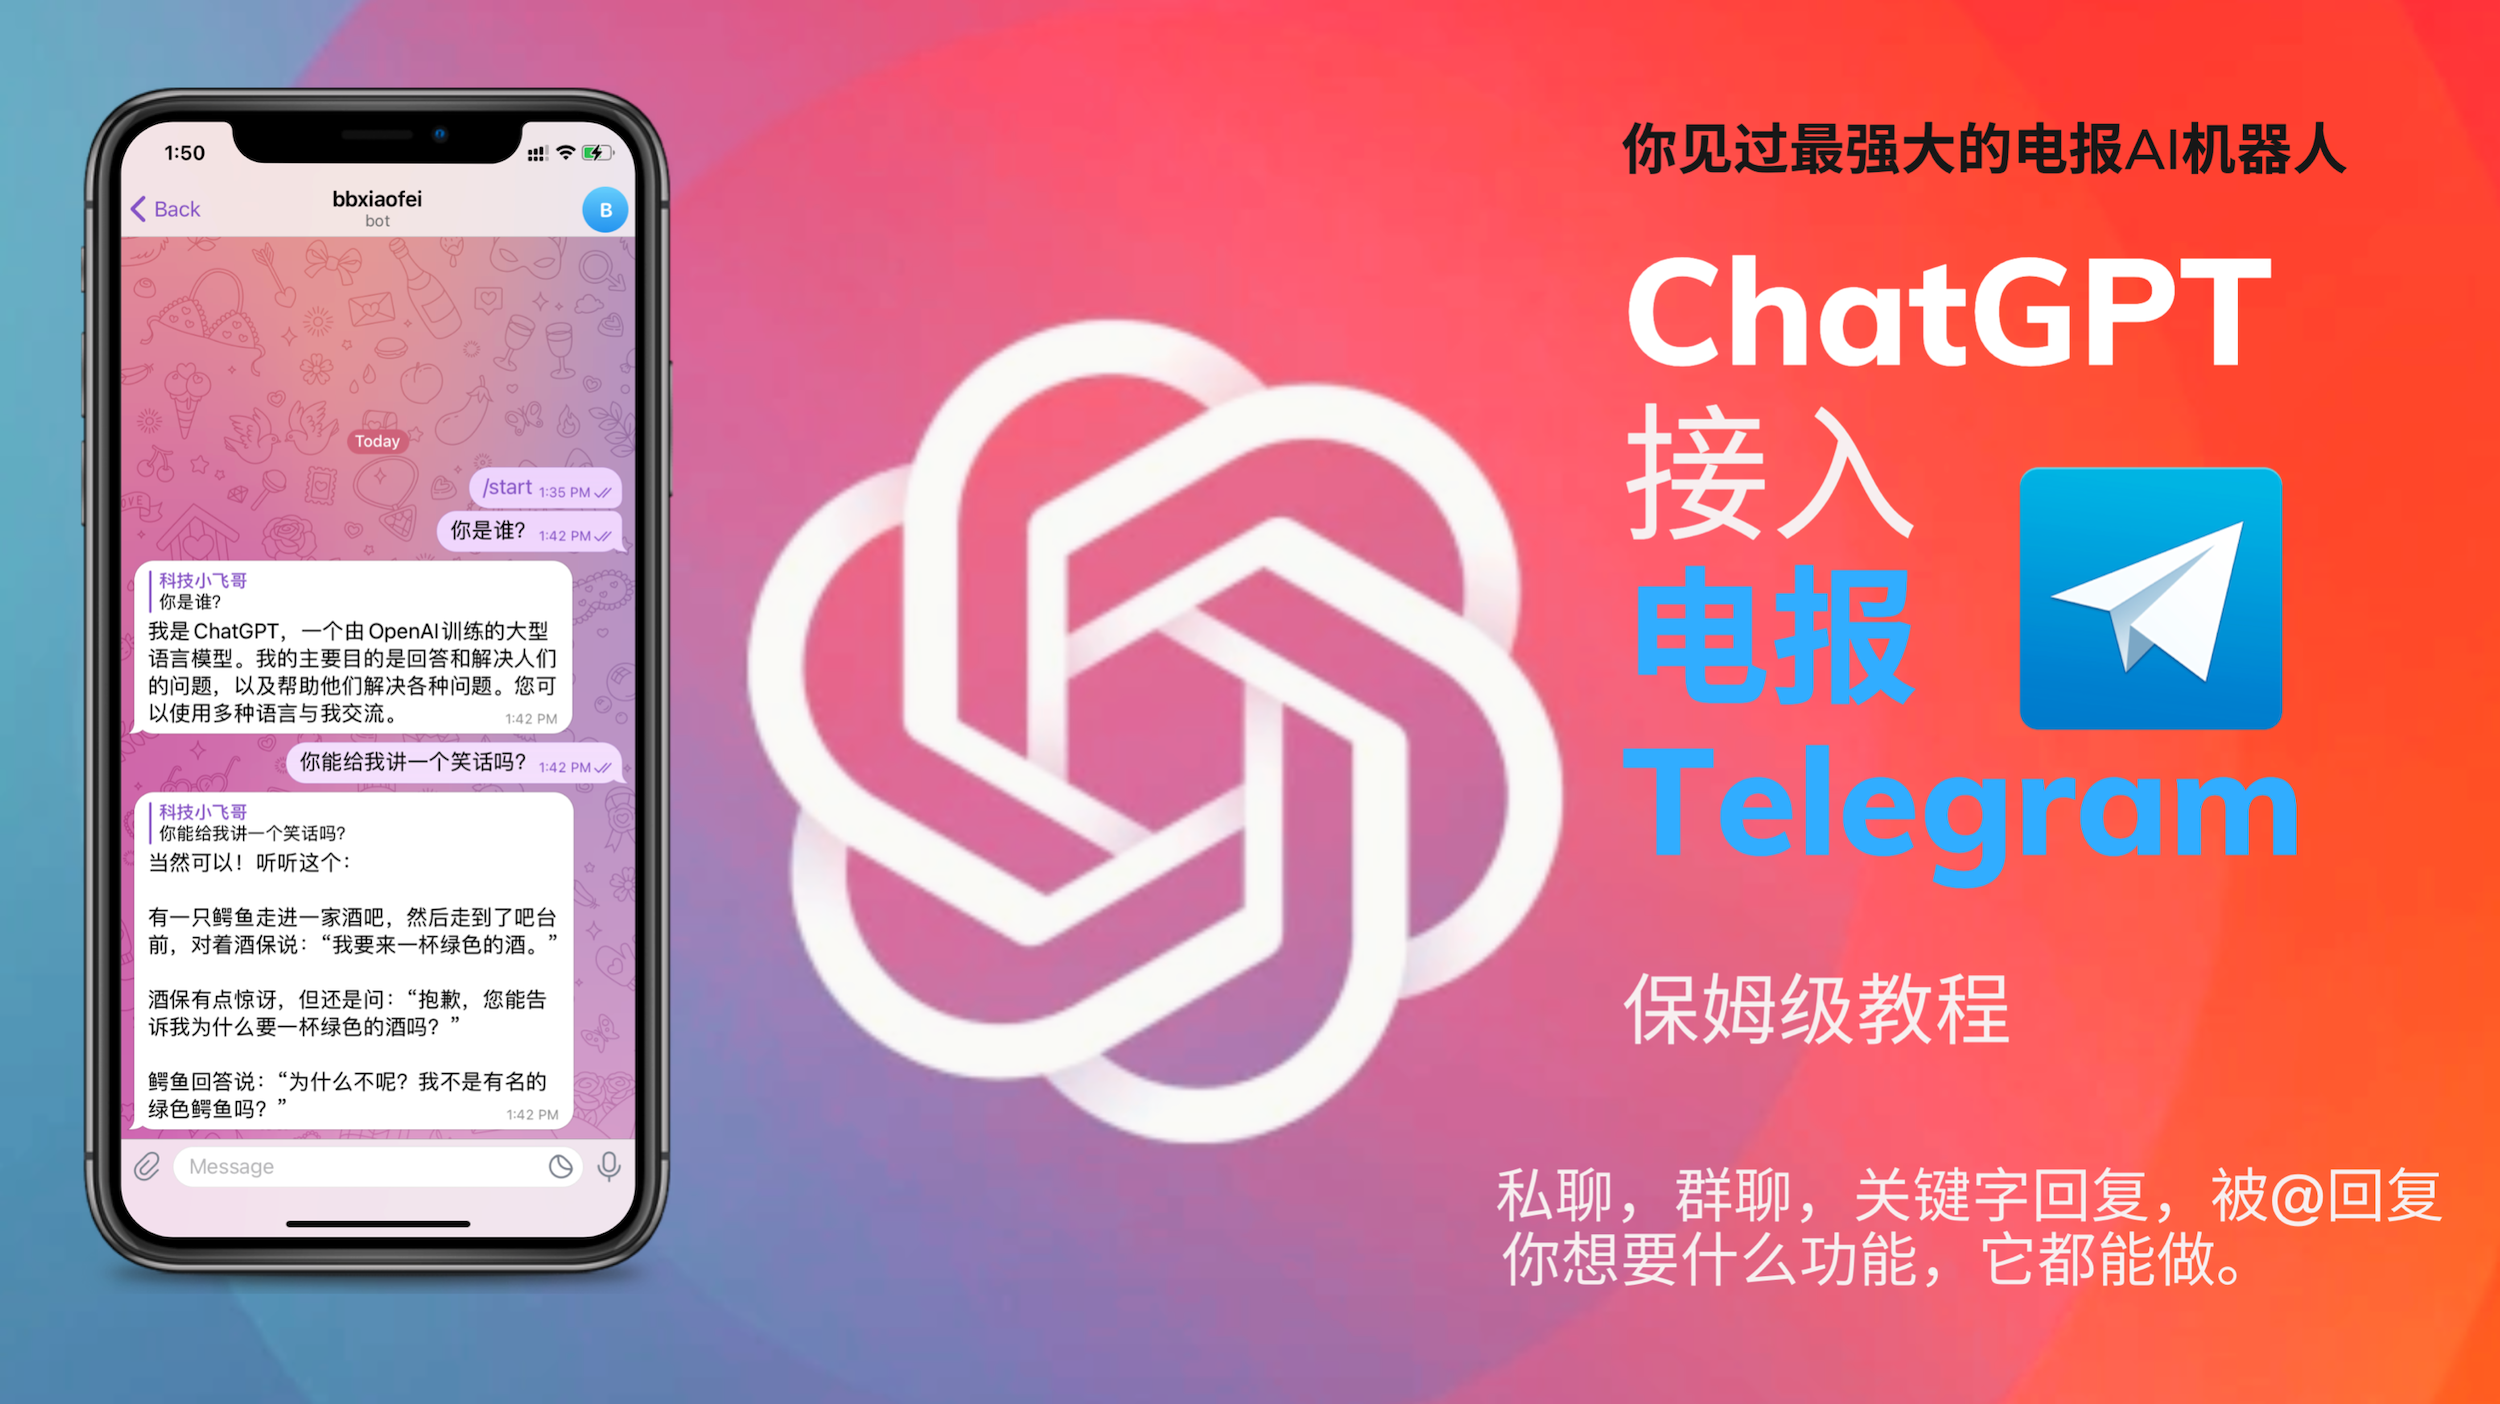 1:50
Back
bbxiaofei
bot
B
Today
/start 1:35 PM
你是谁? 1:42 PM
科技小飞哥
你是谁?
我是 ChatGPT，一个由 OpenAI 训练的大型
语言模型。我的主要目的是回答和解决人们
的问题，以及帮助他们解决各种问题。您可
以使用多种语言与我交流。
1:42 PM
你能给我讲一个笑话吗? 1:42 PM
科技小飞哥
你能给我讲一个笑话吗?
当然可以！听听这个：
有一只鳄鱼走进一家酒吧，然后走到了吧台
前，对着酒保说：“我要来一杯绿色的酒。”
酒保有点惊讶，但还是问：“抱歉，您能告
诉我为什么要一杯绿色的酒吗？”
鳄鱼回答说：“为什么不呢？我不是有名的
绿色鳄鱼吗？”
1:42 PM
Message
你见过最强大的电报AI机器人
ChatGPT
接入
电报
Telegram
保姆级教程
私聊，群聊，关键字回复，被@回复
你想要什么功能，它都能做。